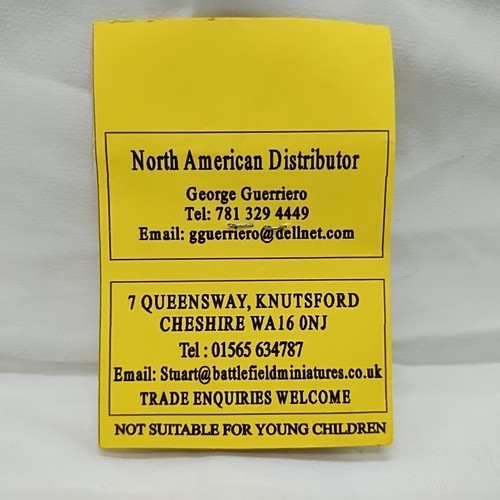 North American Distributor
George Guerriero
Tel: 781 329 4449
Email: gguerriero@dellnet.com
7 QUEENSWAY, KNUTSFORD
CHESHIRE WA16 0NJ
Tel : 01565 634787
Email: Stuart@battlefieldminiatures.co.uk
TRADE ENQUIRIES WELCOME
NOT SUITABLE FOR YOUNG CHILDREN